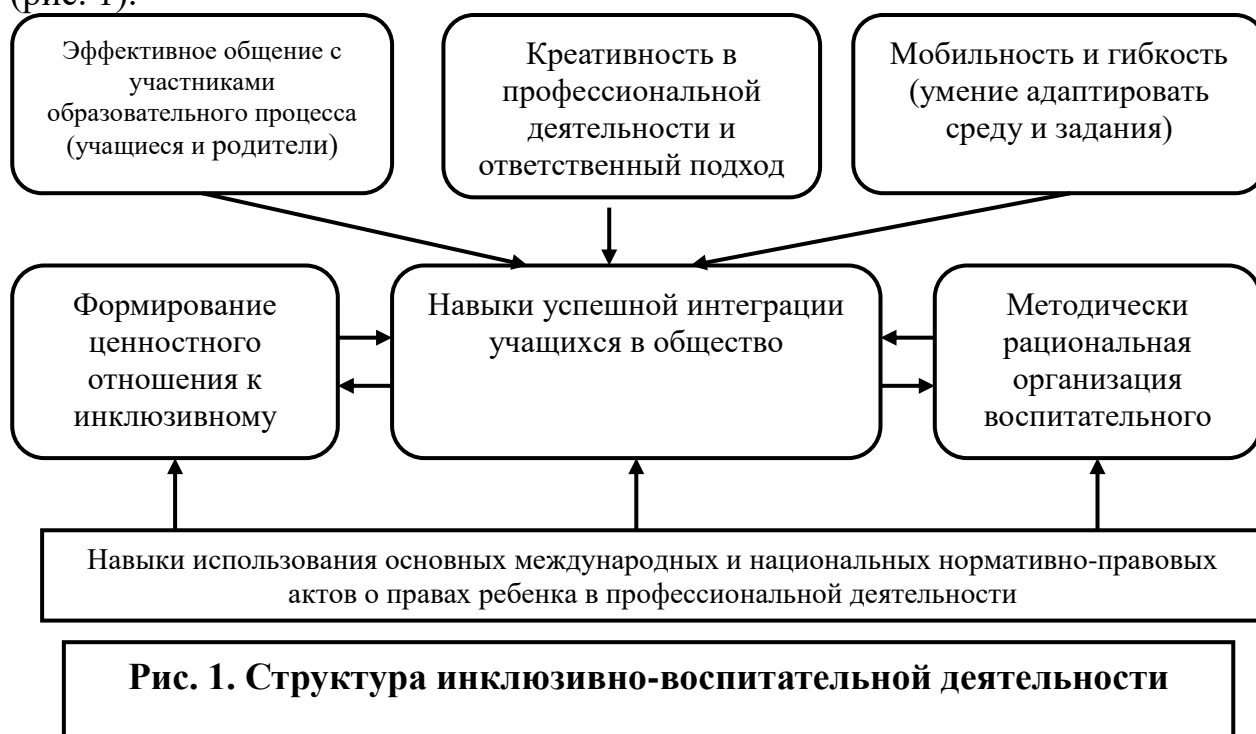 (рис. 1).
Эффективное общение с
участниками
образовательного процесса
(учащиеся и родители)
Креативность в
профессиональной
деятельности и
ответственный подход
Мобильность и гибкость
(умение адаптировать
среду и задания)
Формирование
ценностного
отношения к
инклюзивному
Навыки успешной интеграции
учащихся в общество
Методически
рациональная
организация
воспитательного
Навыки использования основных международных и национальных нормативно-правовых
актов о правах ребенка в профессиональной деятельности
Рис. 1. Структура инклюзивно-воспитательной деятельности